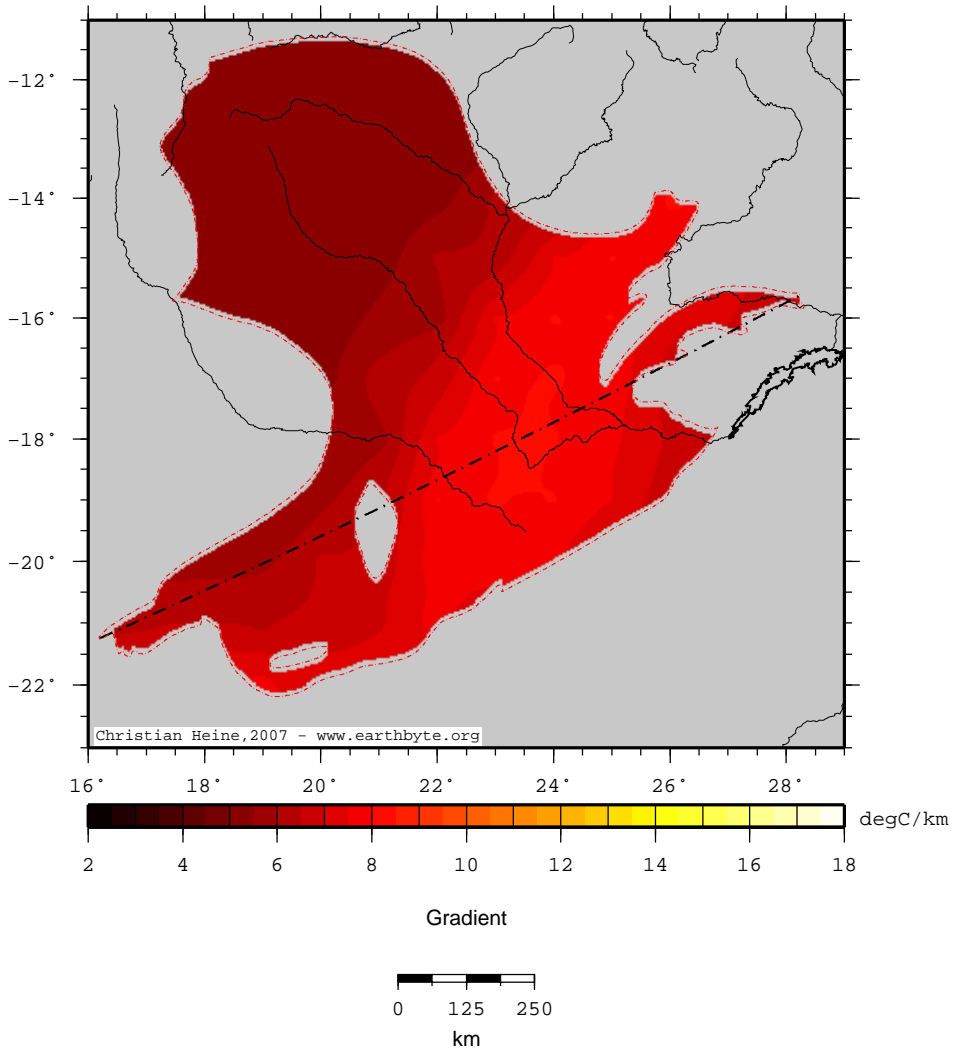 −12°
−14°
−16°
−18°
−20°
−22°
Christian Heine,2007 − www.earthbyte.org
16° 18° 20° 22° 24° 26° 28°
degC/km
2 4 6 8 10 12 14 16 18
Gradient
0 125 250
km